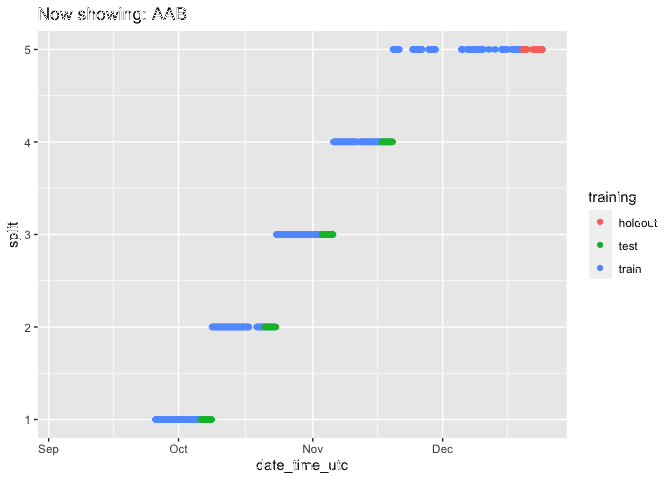 Now showing: AAB
5
4
3
2
1
split
Sep Oct Nov Dec
date_time_utc
training
holdout
test
train